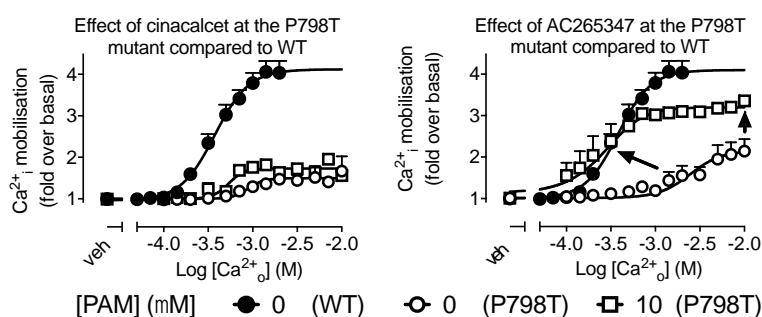 Effect of cinacalcet at the P798T
mutant compared to WT
Ca²⁺ᵢ mobilisation
(fold over basal)
4
3
2
1
veh
-4.0
-3.5
-3.0
-2.5
-2.0
Log [Ca²⁺ₒ] (M)
Effect of AC265347 at the P798T
mutant compared to WT
Ca²⁺ᵢ mobilisation
(fold over basal)
4
3
2
1
veh
-4.0
-3.5
-3.0
-2.5
-2.0
Log [Ca²⁺ₒ] (M)
[PAM] (mM) 0 (WT) 0 (P798T) 10 (P798T)